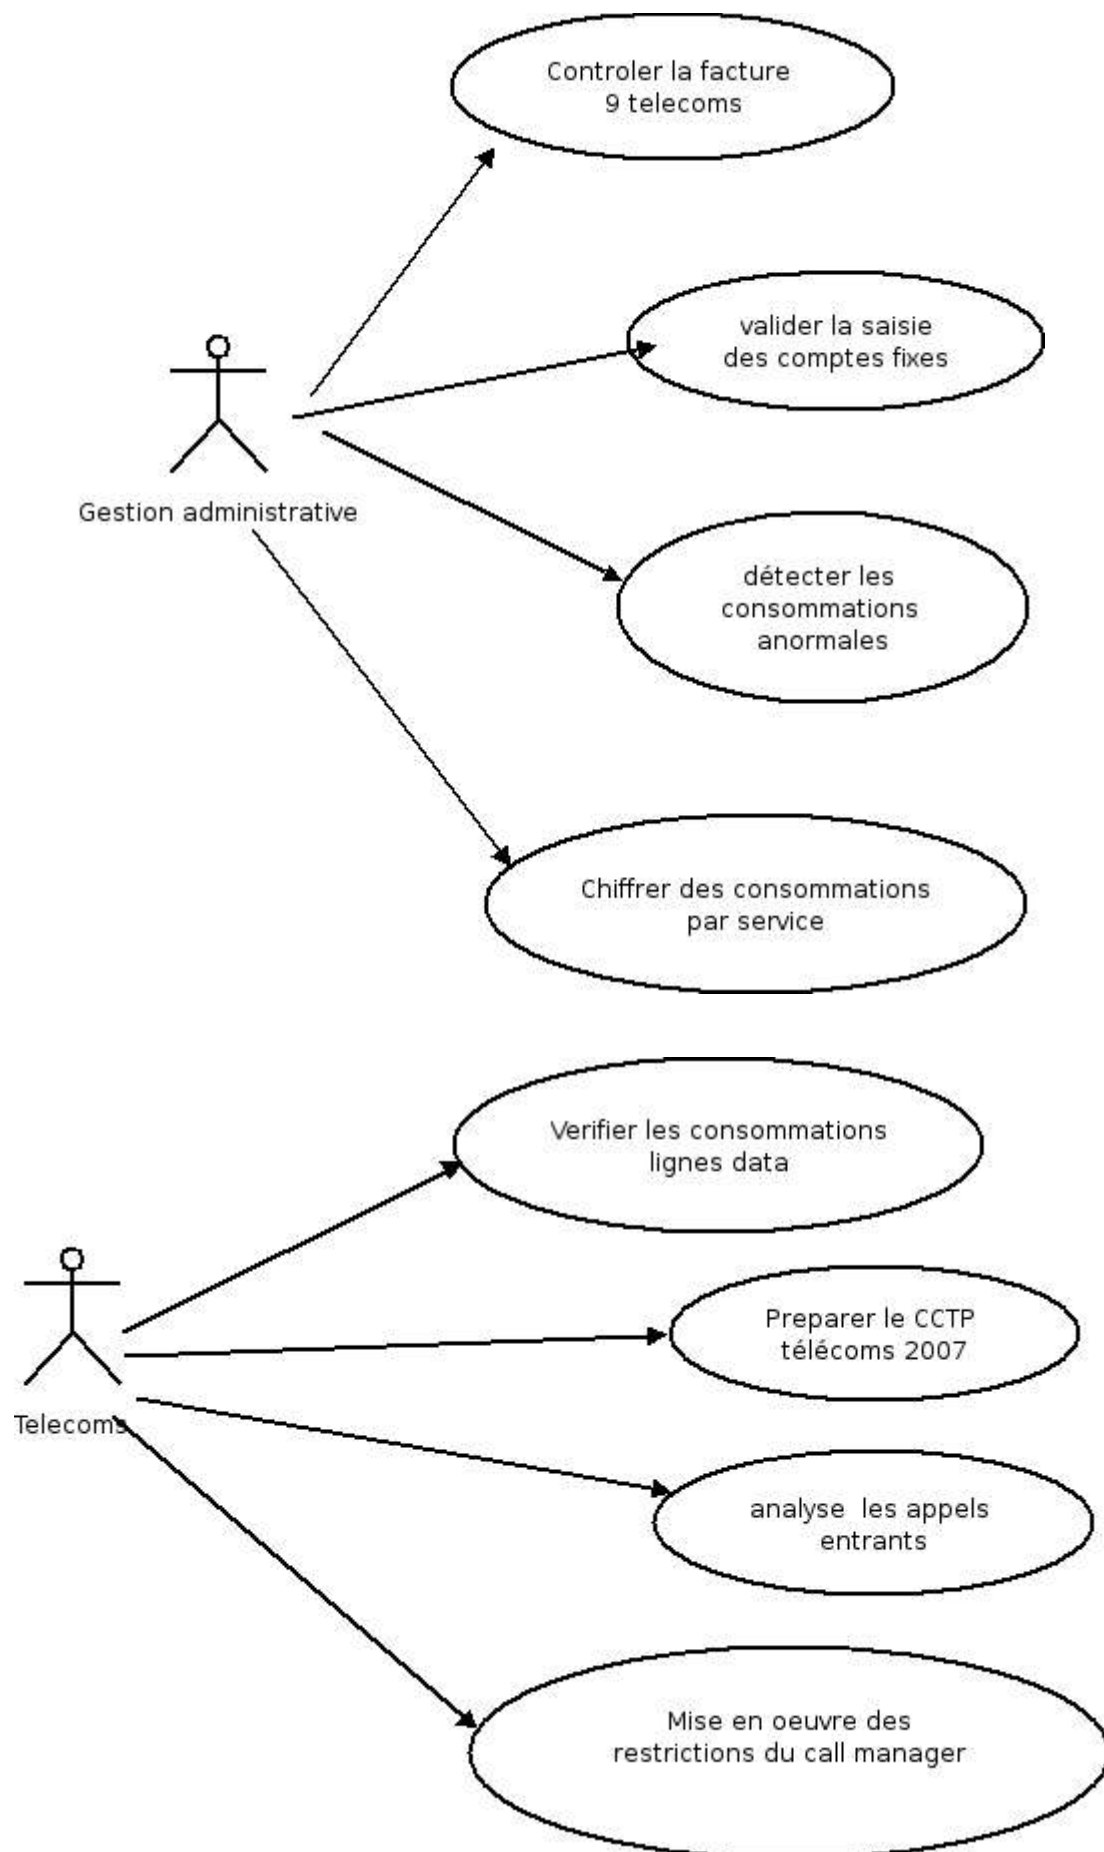 Controler la facture
9 telecoms
valider la saisie
des comptes fixes
Gestion administrative
détecter les
consommations
anormales
Chiffrer des consommations
par service
Verifier les consommations
lignes data
Preparer le CCTP
télécoms 2007
Telecoms
analyse  les appels
entrants
Mise en oeuvre des
restrictions du call manager